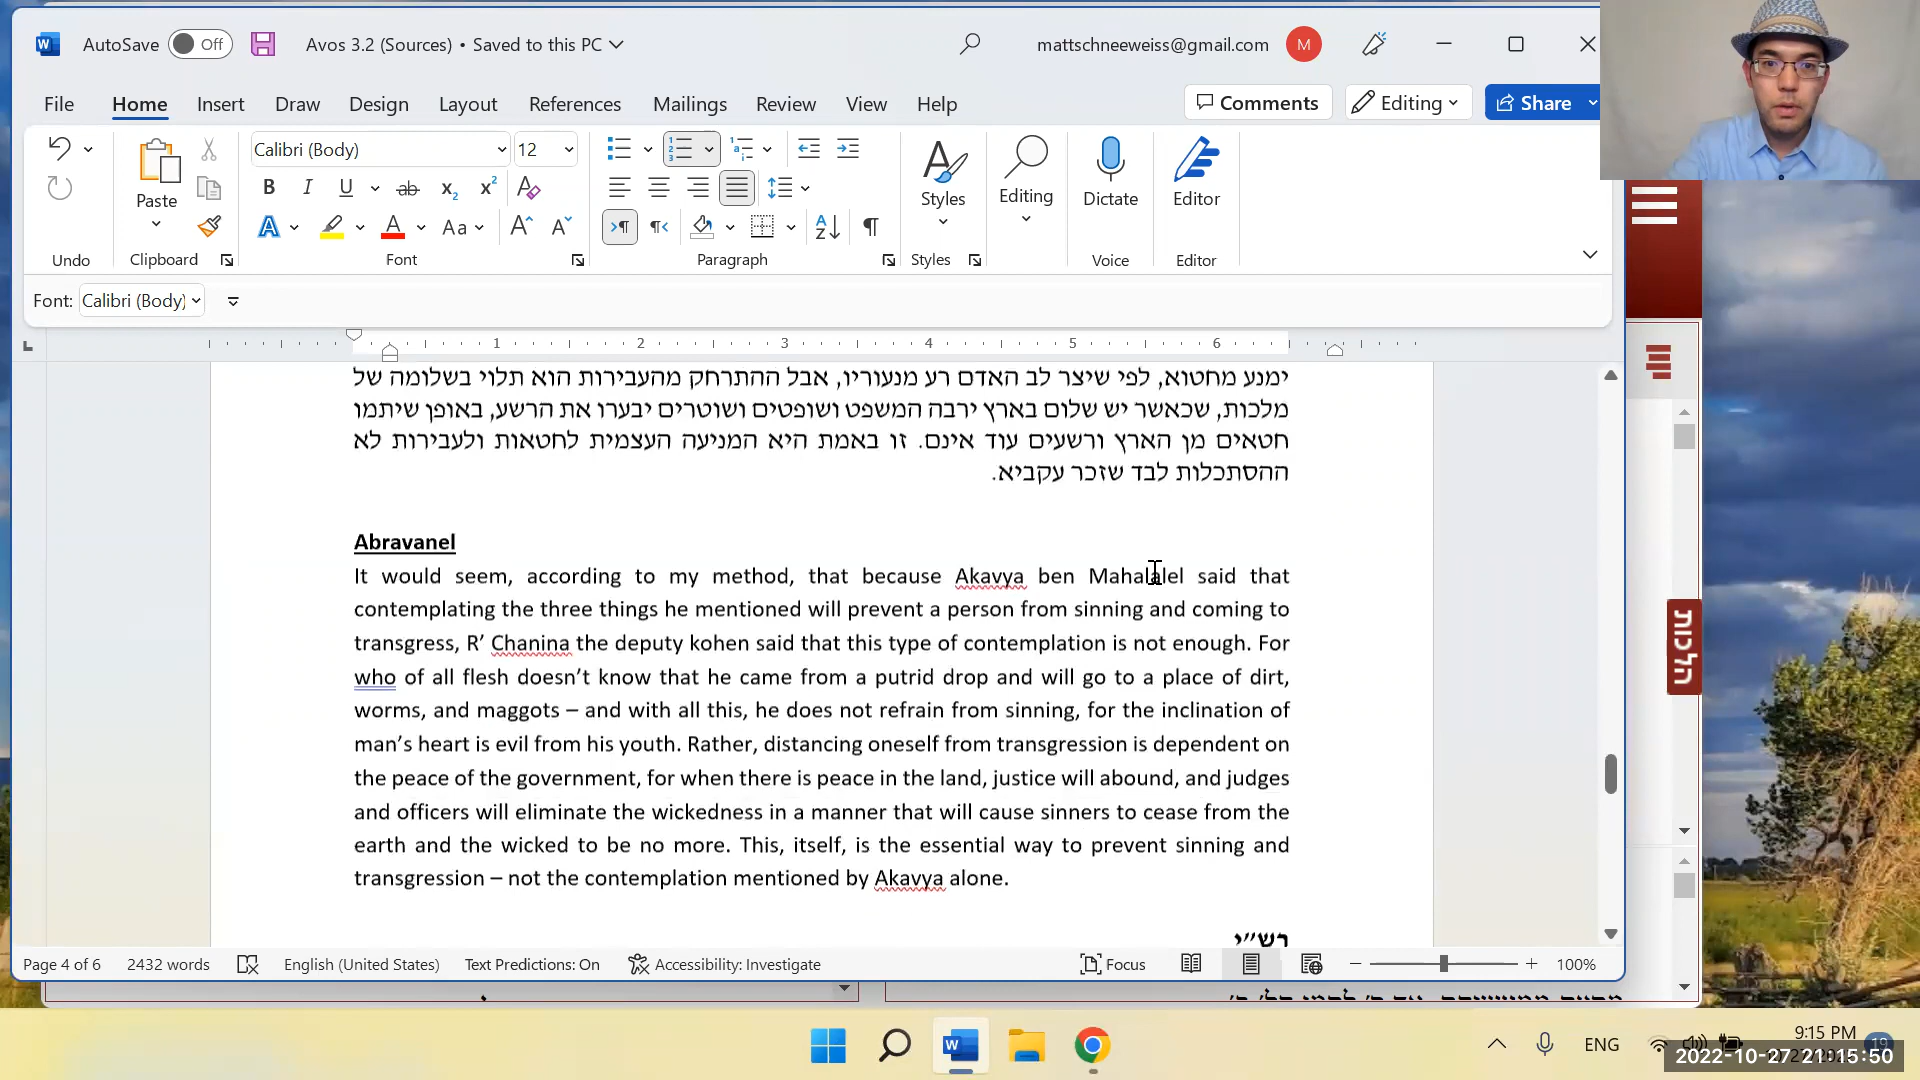 AutoSave Off Avos 3.2 (Sources) • Saved to this PC mattschneeweiss@gmail.com M
File Home Insert Draw Design Layout References Mailings Review View Help Comments Editing Share
Calibri (Body) 12
Paste Styles Editing Dictate Editor
Undo Clipboard Font Paragraph Styles Voice Editor
Font: Calibri (Body)
1 2 3 4 5 6
ימנע מחטוא, לפי שיצר לב האדם רע מנעוריו, אבל ההתרחק מהעבירות הוא תלוי בשלומה של
מלכות, שכאשר יש שלום בארץ ירבה המשפט ושופטים ושוטרים יבערו את הרשע, באופן שיתמו
חטאים מן הארץ ורשעים עוד אינם. זו באמת היא המניעה העצמית לחטאות ולעבירות לא
ההסתכלות לבד שזכר עקביא.
Abravanel
It would seem, according to my method, that because Akavya ben Mahalalel said that
contemplating the three things he mentioned will prevent a person from sinning and coming to
transgress, R’ Chanina the deputy kohen said that this type of contemplation is not enough. For
who of all flesh doesn’t know that he came from a putrid drop and will go to a place of dirt,
worms, and maggots – and with all this, he does not refrain from sinning, for the inclination of
man’s heart is evil from his youth. Rather, distancing oneself from transgression is dependent on
the peace of the government, for when there is peace in the land, justice will abound, and judges
and officers will eliminate the wickedness in a manner that will cause sinners to cease from the
earth and the wicked to be no more. This, itself, is the essential way to prevent sinning and
transgression – not the contemplation mentioned by Akavya alone.
רש״י
הלכות
Page 4 of 6 2432 words English (United States) Text Predictions: On Accessibility: Investigate Focus 100%
ENG 9:15 PM 19
2022-10-27 21:15:50